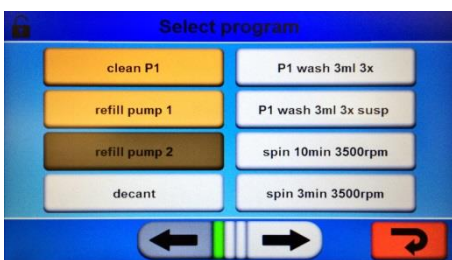 Select program
clean P1
refill pump 1
refill pump 2
decant
P1 wash 3ml 3x
P1 wash 3ml 3x susp
spin 10min 3500rpm
spin 3min 3500rpm